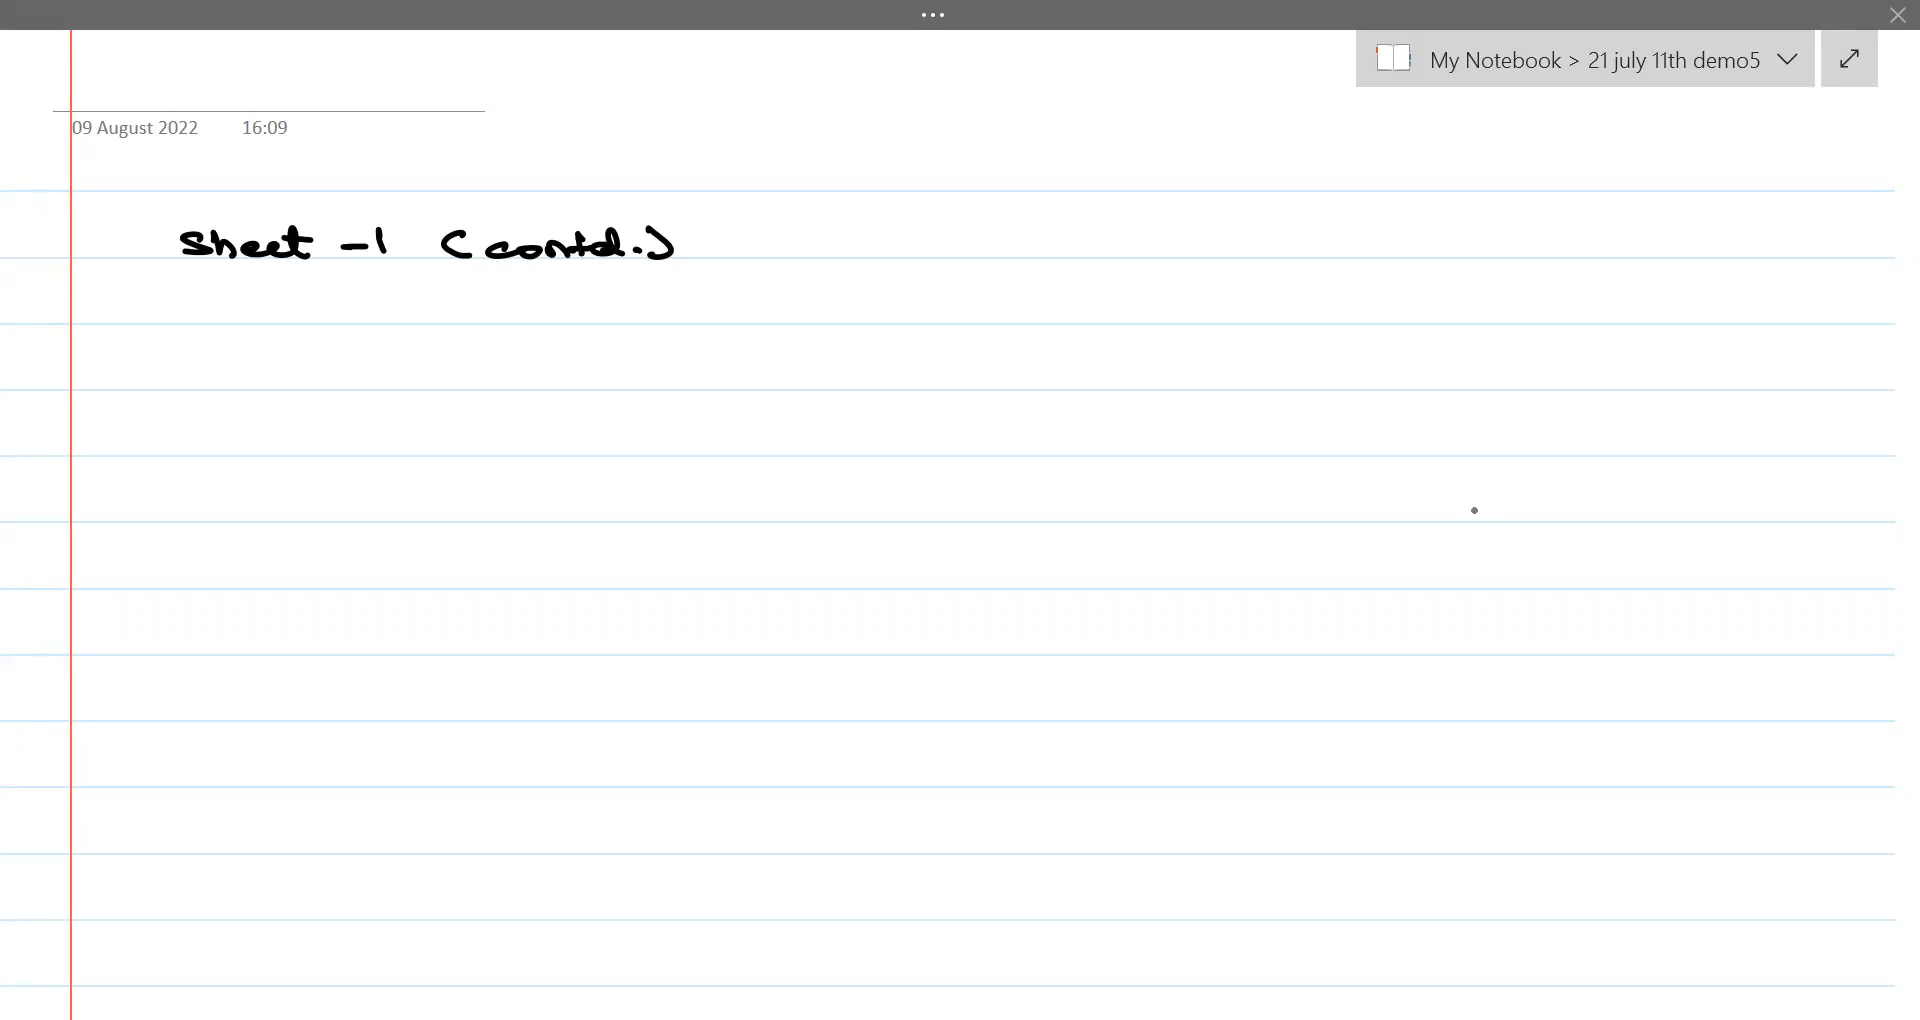 My Notebook > 21 july 11th demo5
09 August 2022 16:09
Sheet -1 (contd.)